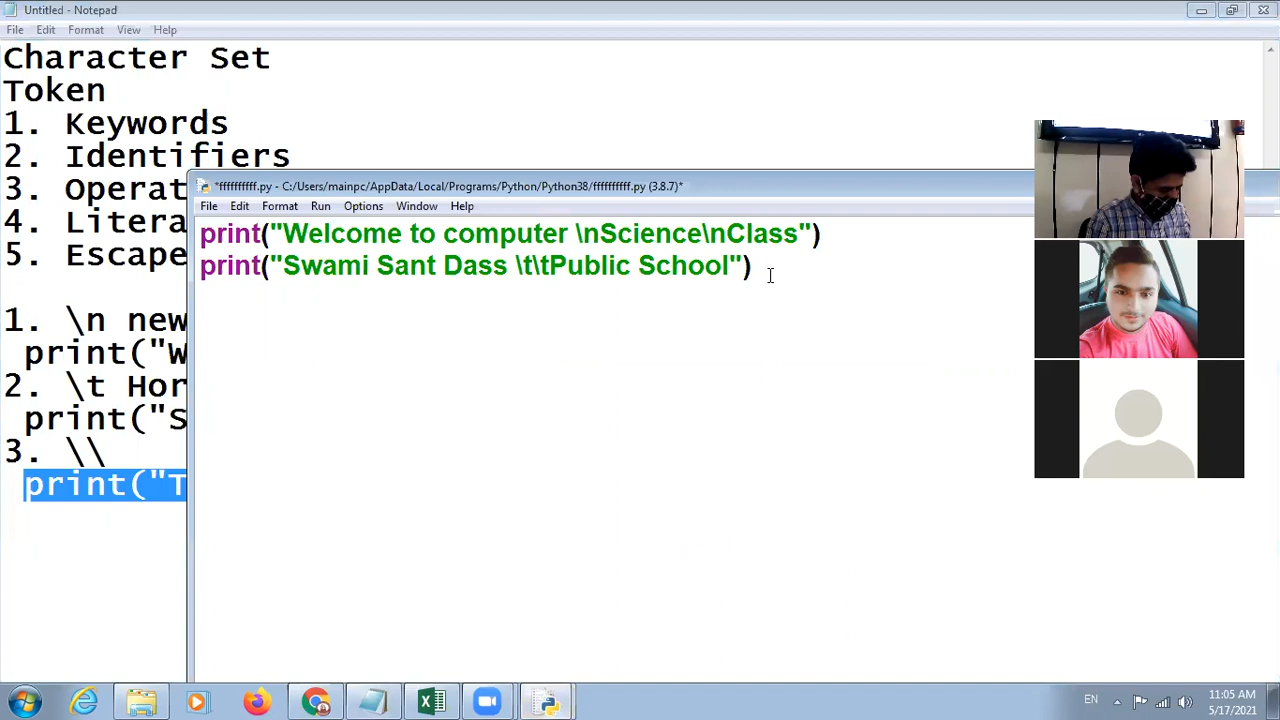 Untitled - Notepad
File Edit Format View Help
Character Set
Token
1. Keywords
2. Identifiers
3. Operat
4. Litera
5. Escape
1. \n new
print("W
2. \t Hor
print("S
3. \\
print("T
*ffffffffff.py - C:/Users/mainpc/AppData/Local/Programs/Python/Python38/ffffffffff.py (3.8.7)*
File Edit Format Run Options Window Help
print("Welcome to computer \nScience\nClass")
print("Swami Sant Dass \t\tPublic School")
EN
11:05 AM
5/17/2021